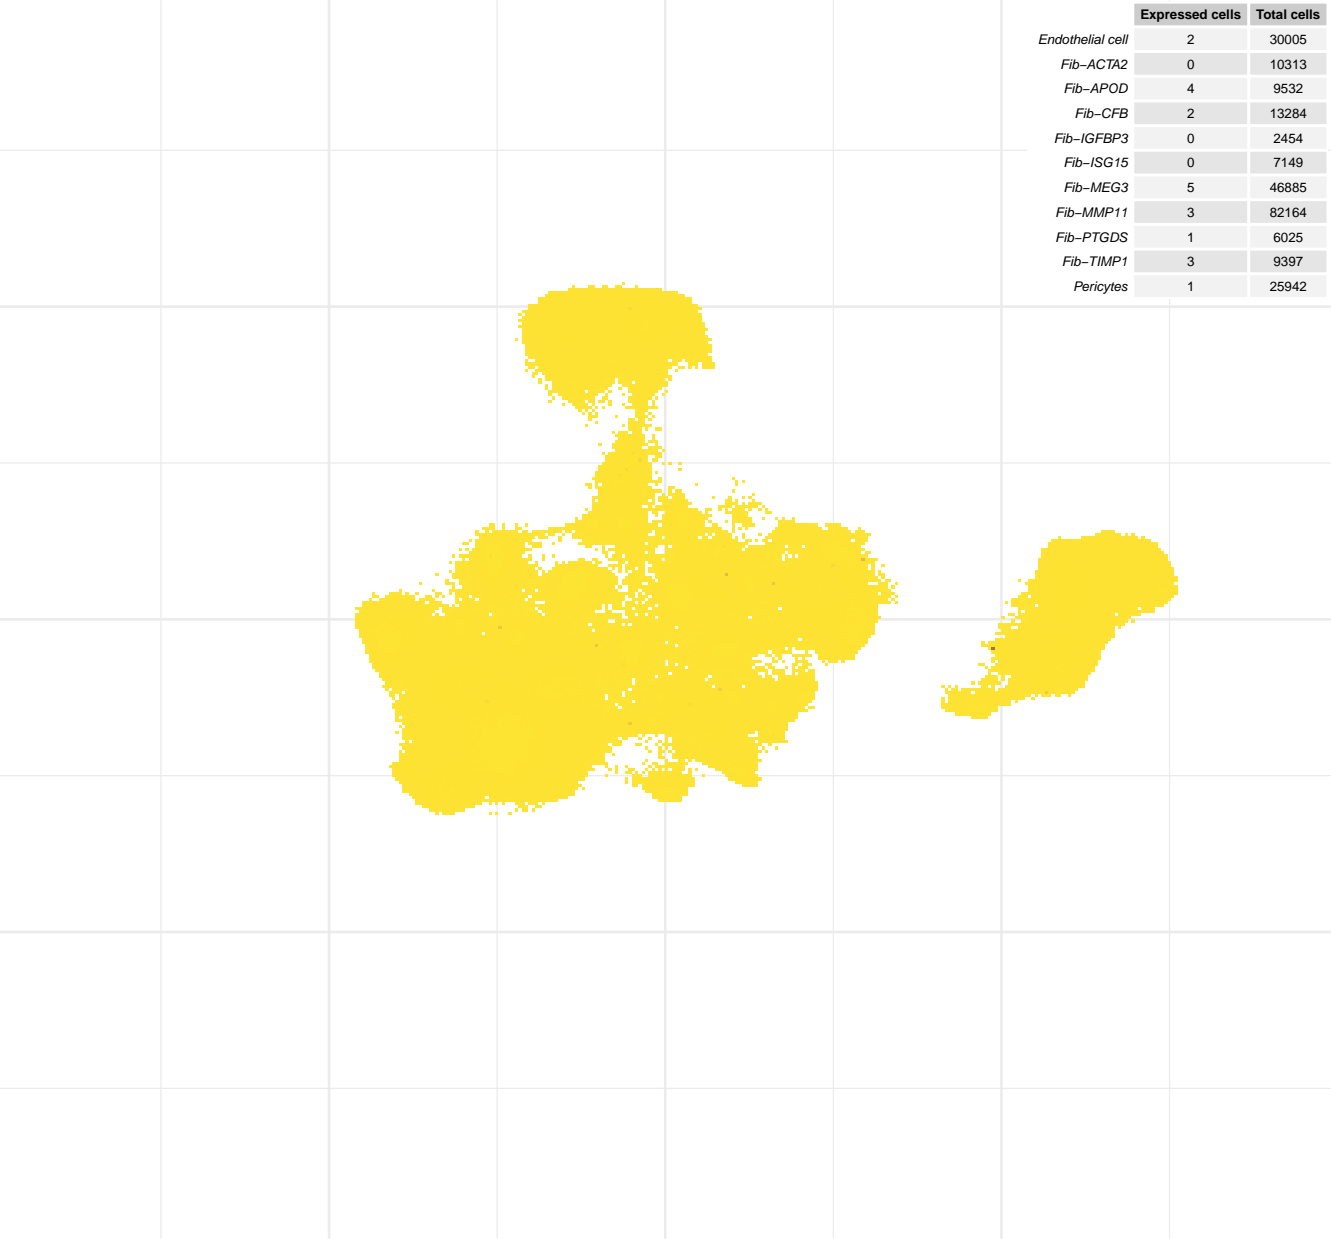 Expressed cells Total cells
Endothelial cell 2 30005
Fib−ACTA2 0 10313
Fib−APOD 4 9532
Fib−CFB 2 13284
Fib−IGFBP3 0 2454
Fib−ISG15 0 7149
Fib−MEG3 5 46885
Fib−MMP11 3 82164
Fib−PTGDS 1 6025
Fib−TIMP1 3 9397
Pericytes 1 25942